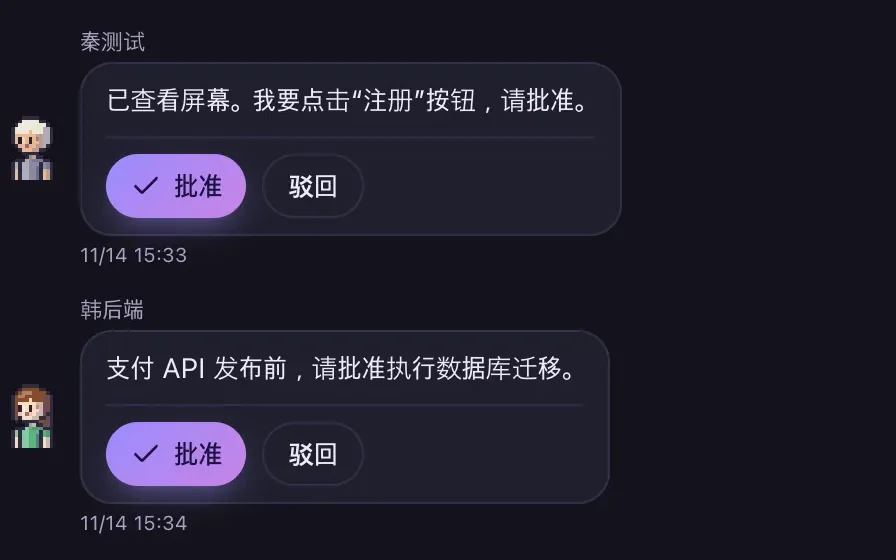 秦测试
已查看屏幕。我要点击“注册”按钮，请批准。
批准 驳回
11/14 15:33
韩后端
支付 API 发布前，请批准执行数据库迁移。
批准 驳回
11/14 15:34